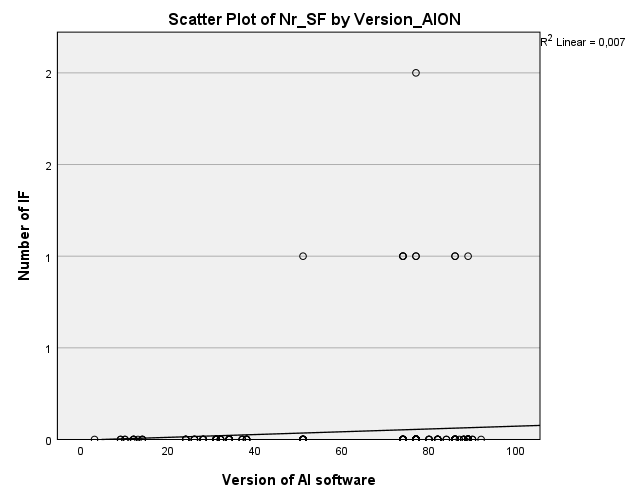 Scatter Plot of Nr_SF by Version_AION
R2 Linear = 0,007
Number of IF
2
2
1
1
0
0 20 40 60 80 100
Version of AI software